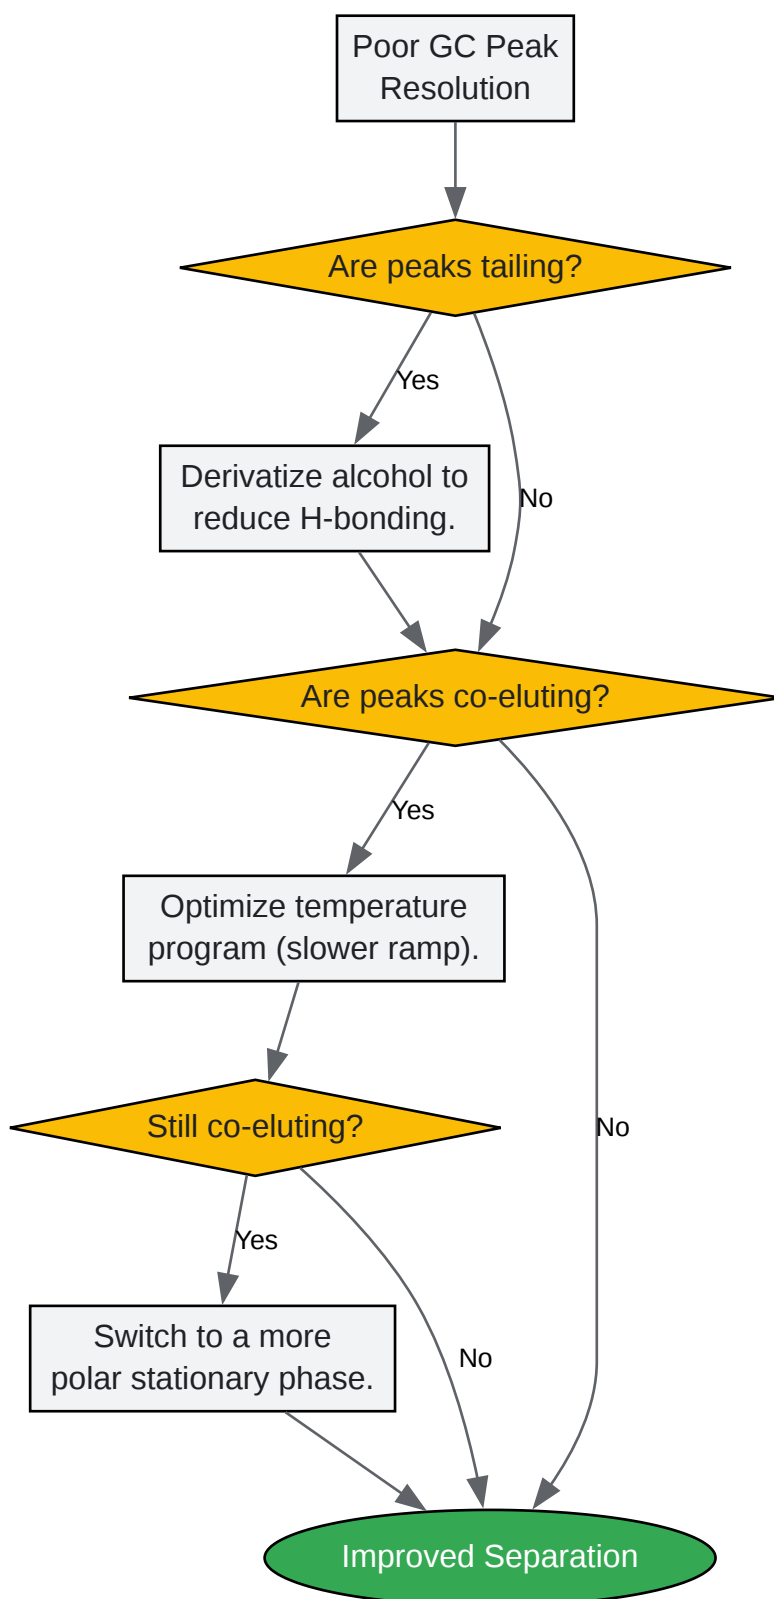 Poor GC Peak
Resolution
Are peaks tailing?
Yes
Derivatize alcohol to
reduce H-bonding.
No
Are peaks co-eluting?
Yes
Optimize temperature
program (slower ramp).
Still co-eluting?
No
Yes
Switch to a more
polar stationary phase.
No
Improved Separation